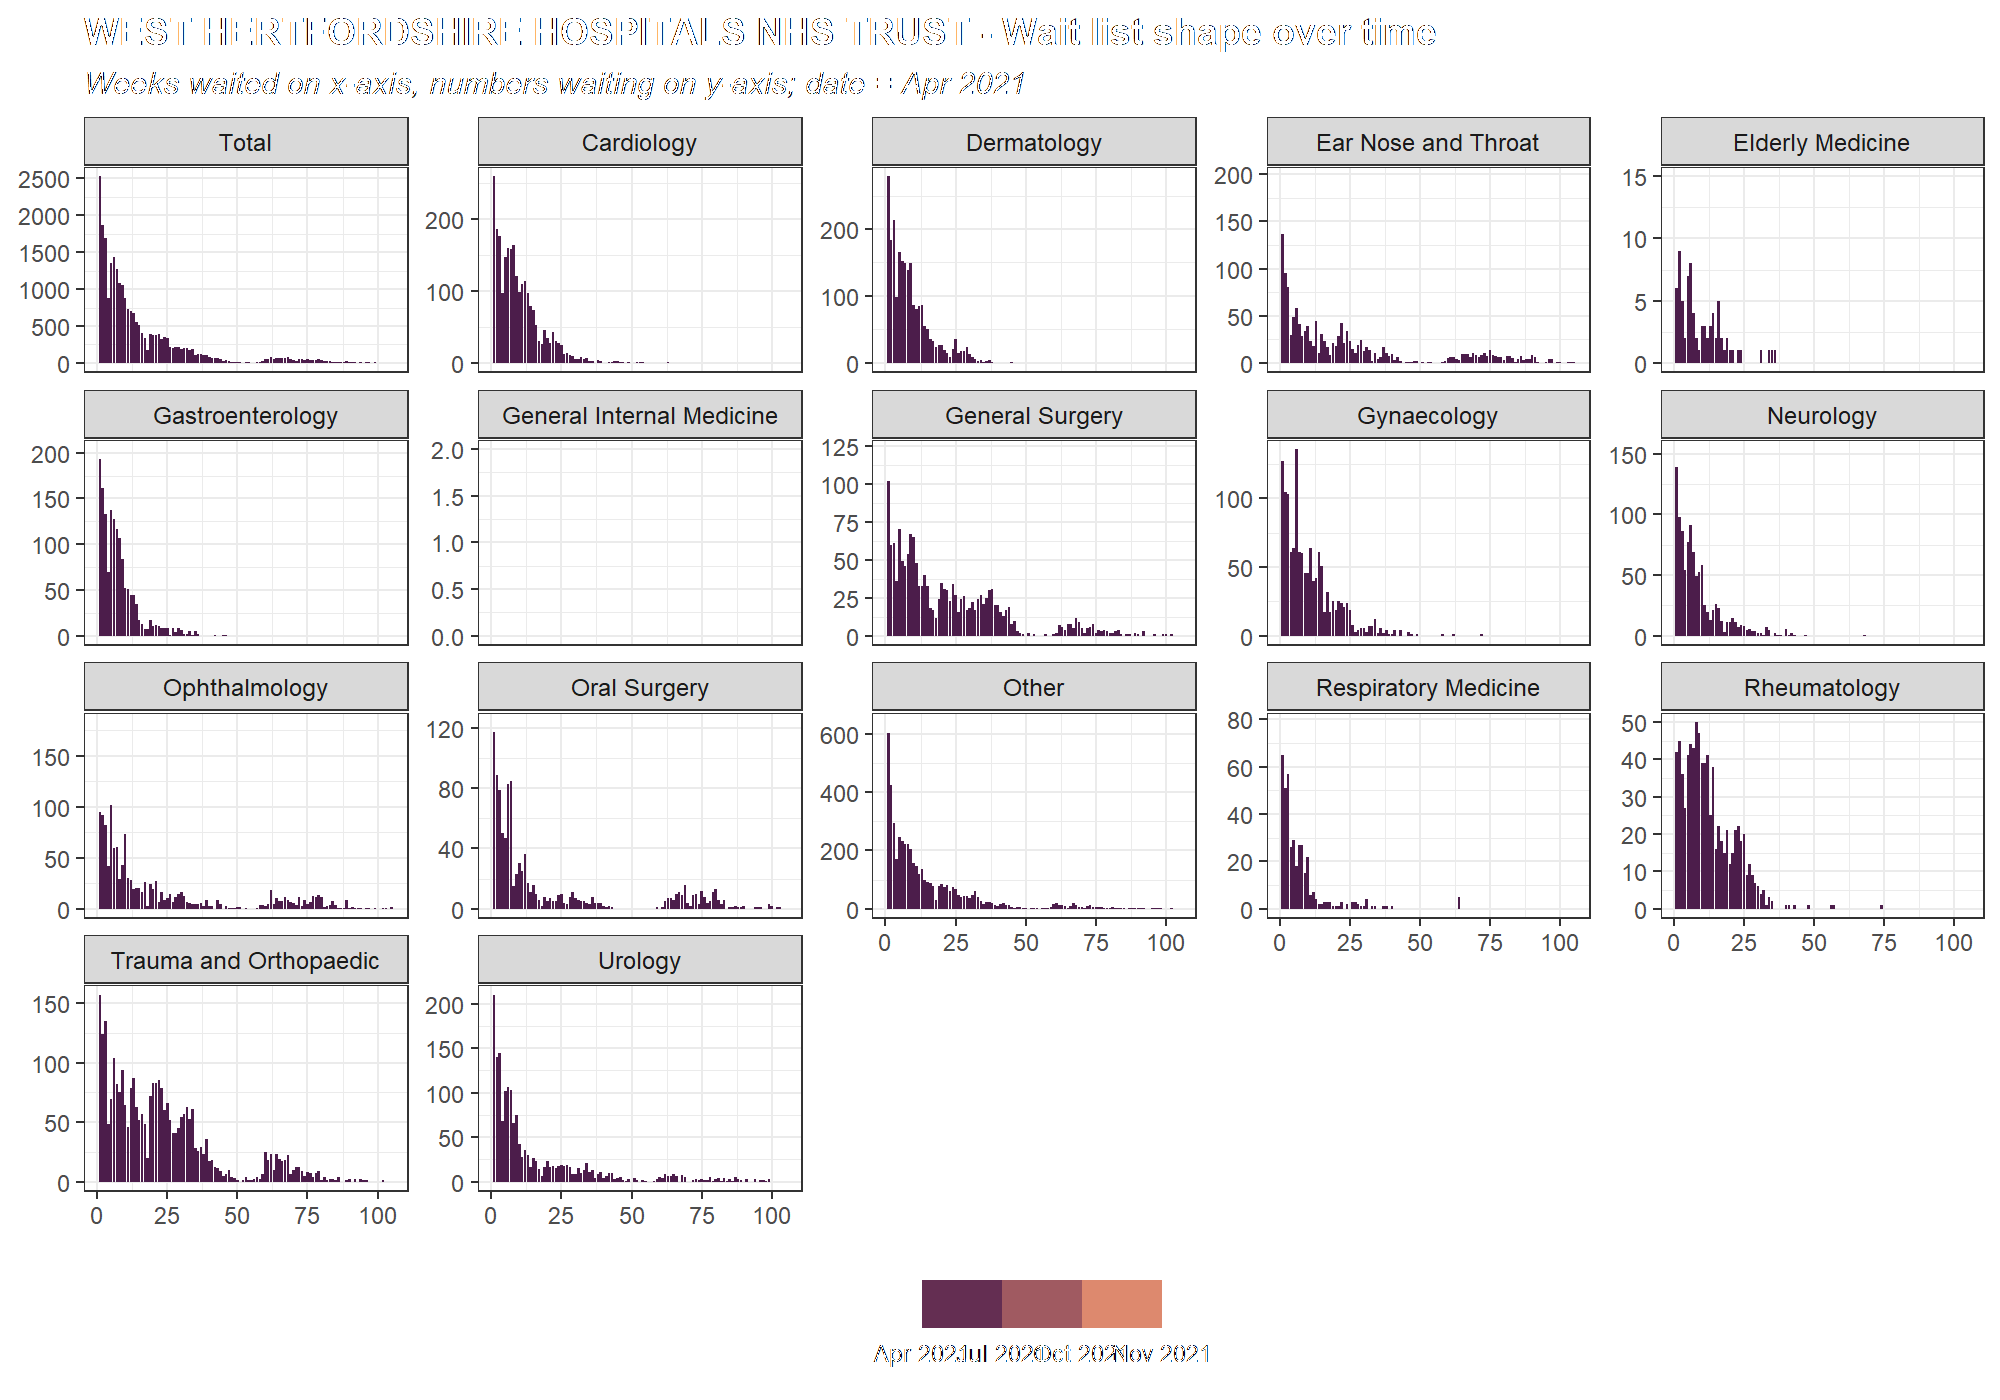 WEST HERTFORDSHIRE HOSPITALS NHS TRUST - Wait list shape over time
Weeks waited on x-axis, numbers waiting on y-axis; date = Apr 2021
Total Cardiology Dermatology Ear Nose and Throat Elderly Medicine
2500 2000 1500 1000 500 0
200 100 0
200 100 0
200 150 100 50 0
15 10 5 0
Gastroenterology General Internal Medicine General Surgery Gynaecology Neurology
200 150 100 50 0
2.0 1.5 1.0 0.5 0.0
125 100 75 50 25 0
100 50 0
150 100 50 0
Ophthalmology Oral Surgery Other Respiratory Medicine Rheumatology
150 100 50 0
120 80 40 0
600 400 200 0
80 60 40 20 0
50 40 30 20 10 0
0 25 50 75 100 0 25 50 75 100 0 25 50 75 100
Trauma and Orthopaedic Urology
150 100 50 0
200 150 100 50 0
0 25 50 75 100 0 25 50 75 100
Apr 2021 Jul 2021 Oct 2021 Nov 2021